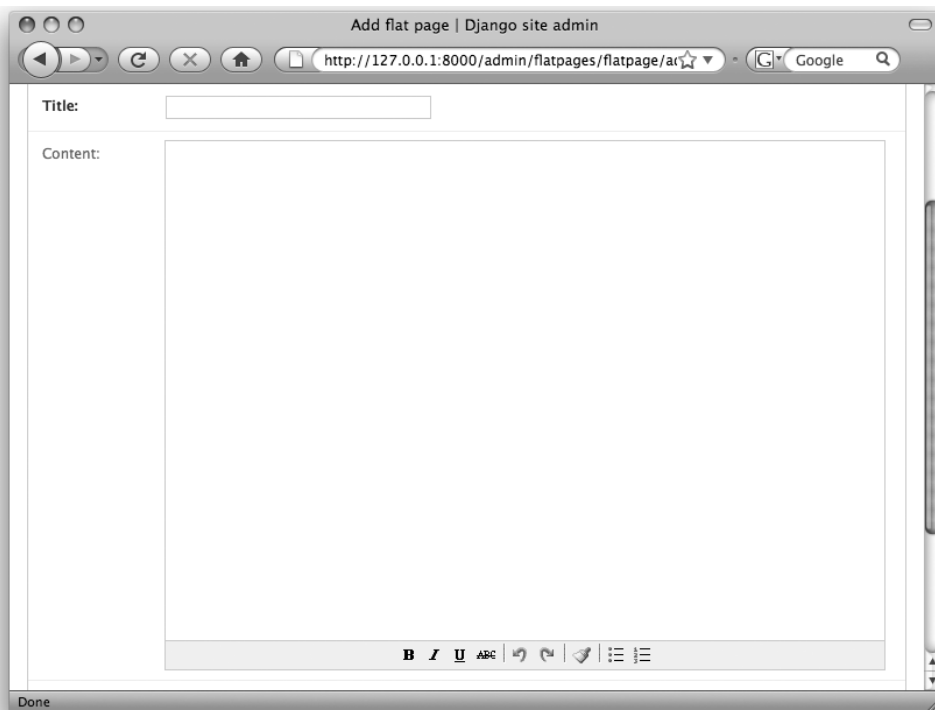 Add flat page | Django site admin
http://127.0.0.1:8000/admin/flatpages/flatpage/ac
G Google
Title:
Content:
B I U ABC
Done